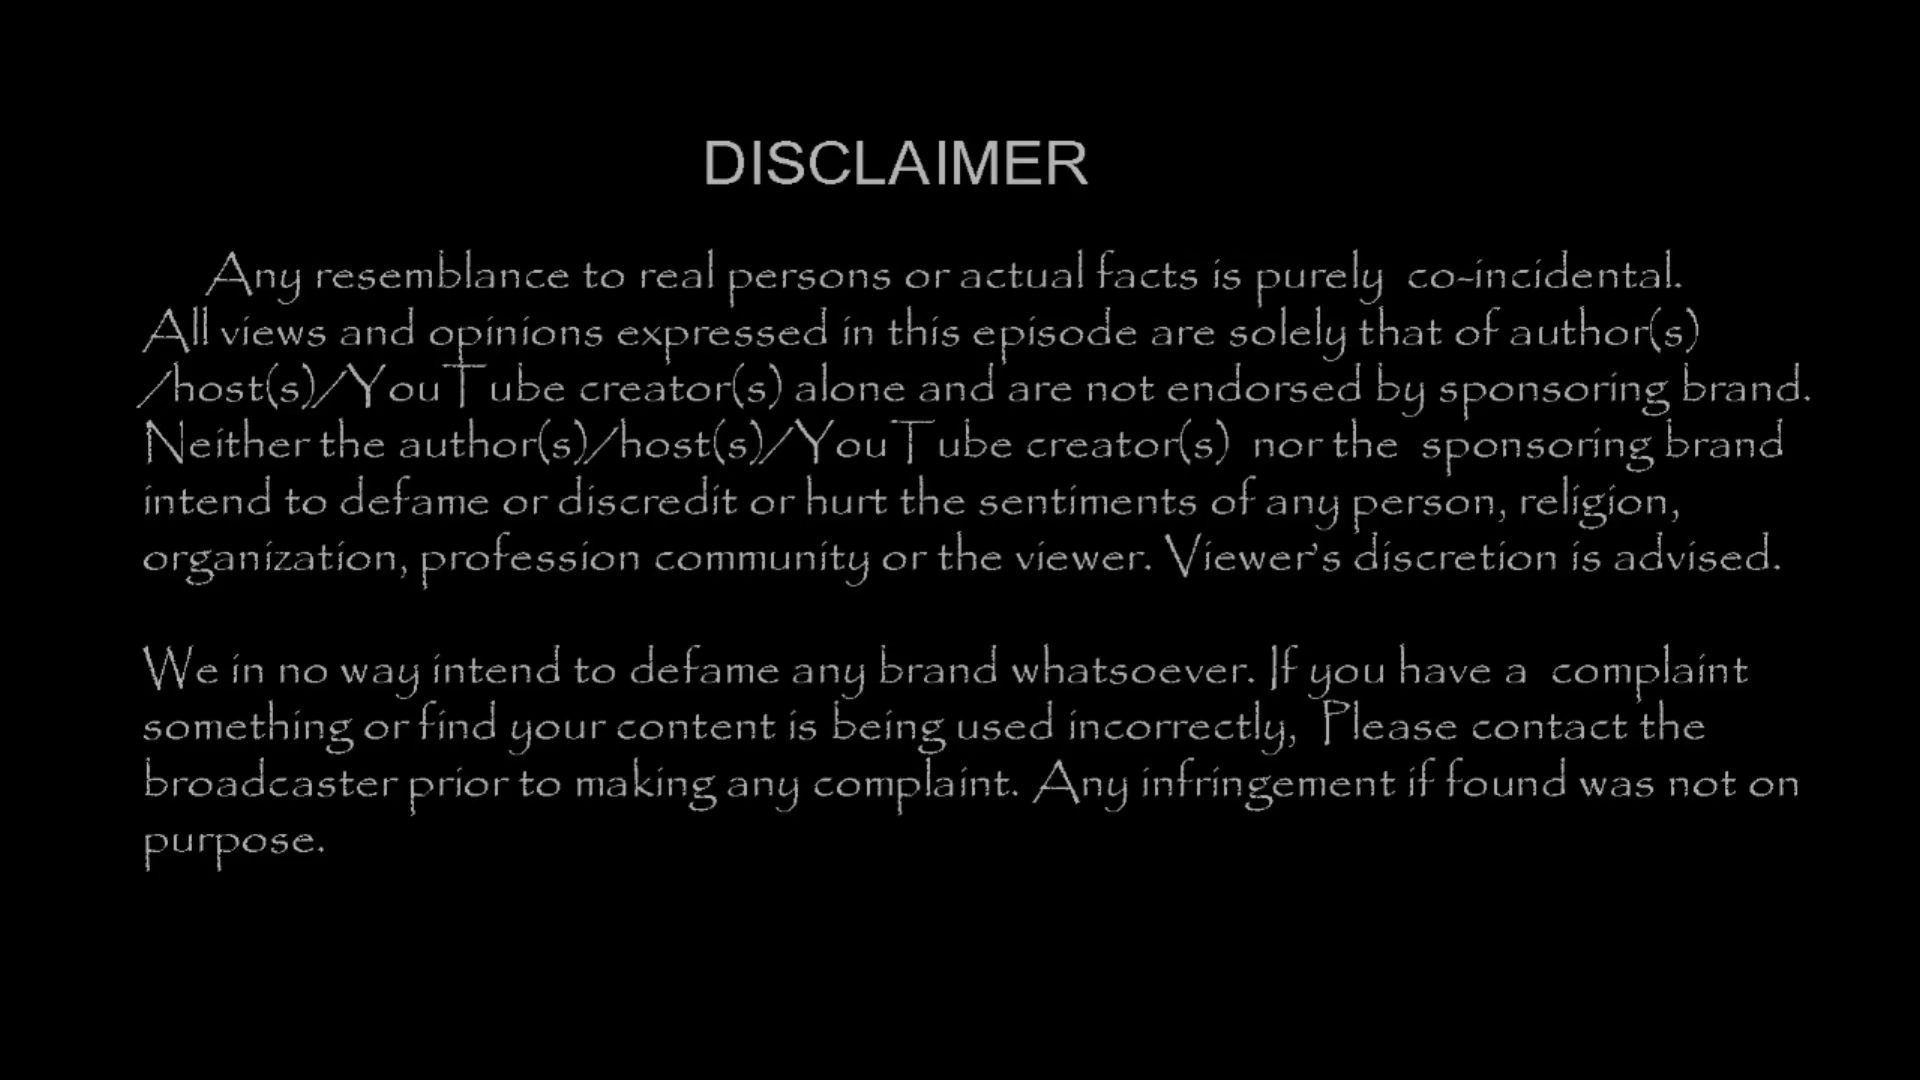 DISCLAIMER
Any resemblance to real persons or actual facts is purely co-incidental.
All views and opinions expressed in this episode are solely that of author(s)
/host(s)/YouTube creator(s) alone and are not endorsed by sponsoring brand.
Neither the author(s)/host(s)/YouTube creator(s) nor the sponsoring brand
intend to defame or discredit or hurt the sentiments of any person, religion,
organization, profession community or the viewer. Viewer's discretion is advised.
We in no way intend to defame any brand whatsoever. If you have a complaint
something or find your content is being used incorrectly, Please contact the
broadcaster prior to making any complaint. Any infringement if found was not on
purpose.